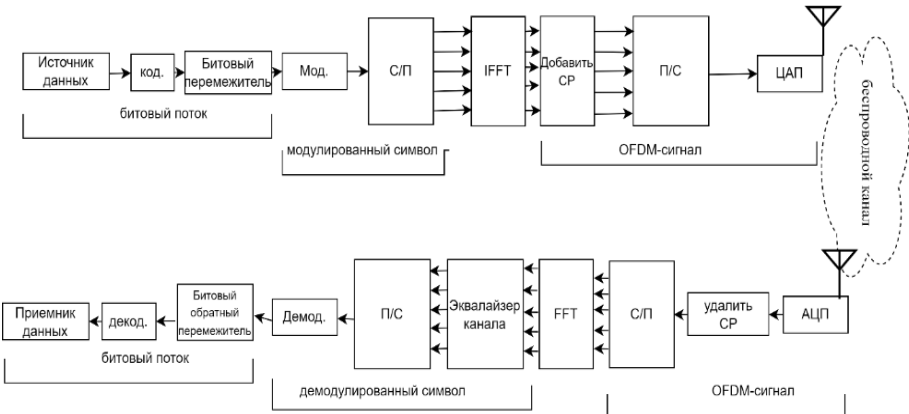 Источник
данных
код.
Битовый
перемежитель
Мод.
С/П
IFFT
Добавить
CP
П/С
ЦАП
беспроводной канал
битовый поток
модулированный символ
OFDM-сигнал
Приемник
данных
декод.
Битовый
обратный
перемежитель
Демод.
П/С
Эквалайзер
канала
FFT
С/П
удалить
CP
АЦП
битовый поток
демодулированный символ
OFDM-сигнал